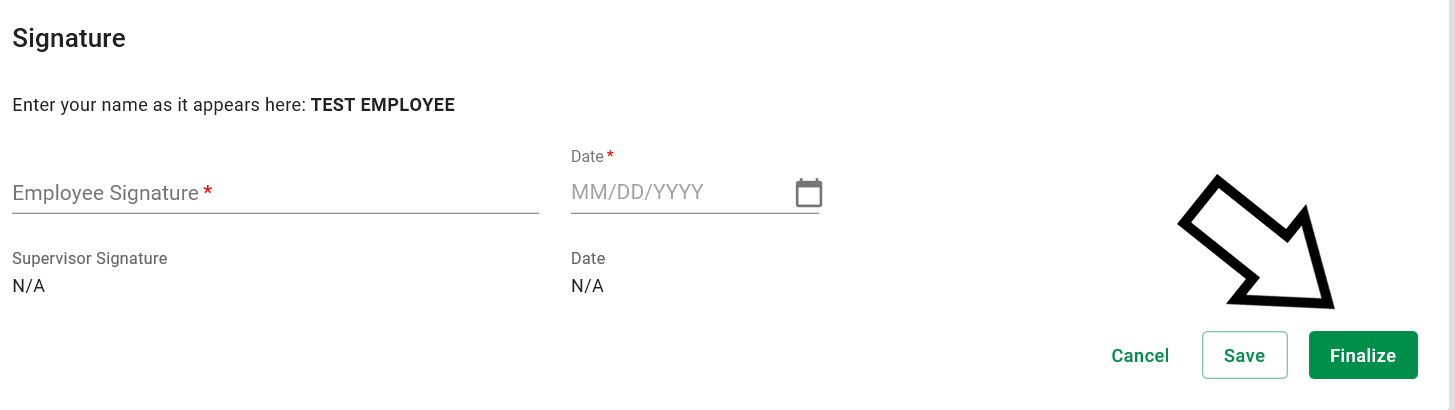 Signature
Enter your name as it appears here: TEST EMPLOYEE
Date *
Employee Signature *
MM/DD/YYYY
Supervisor Signature
Date
N/A
N/A
Cancel
Save
Finalize